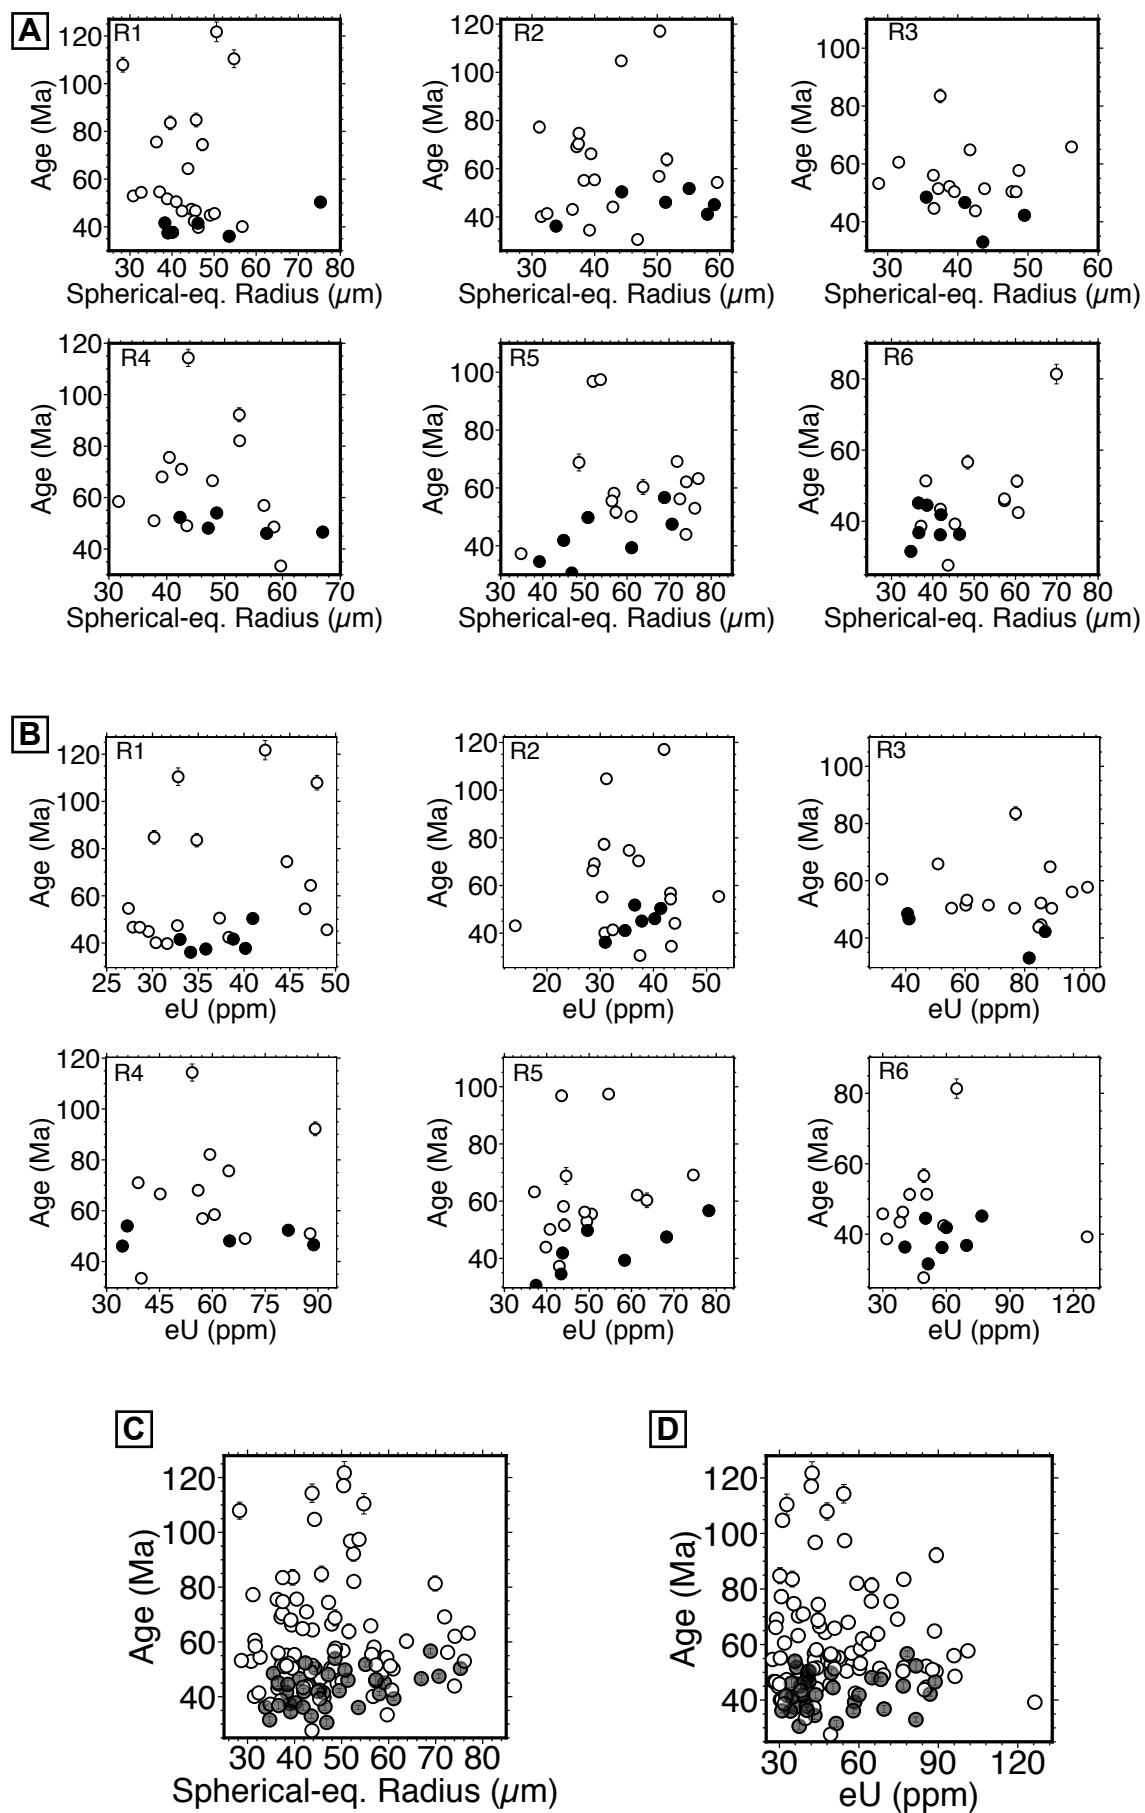 A
R1
120
100
80
60
40
Age (Ma)
30 40 50 60 70 80
Spherical-eq. Radius (µm)
R2
120
100
80
60
40
Age (Ma)
30 40 50 60
Spherical-eq. Radius (µm)
R3
100
80
60
40
Age (Ma)
30 40 50 60
Spherical-eq. Radius (µm)
R4
120
100
80
60
40
Age (Ma)
30 40 50 60 70
Spherical-eq. Radius (µm)
R5
100
80
60
40
Age (Ma)
30 40 50 60 70 80
Spherical-eq. Radius (µm)
R6
80
60
40
Age (Ma)
30 40 50 60 70 80
Spherical-eq. Radius (µm)
B
R1
120
100
80
60
40
Age (Ma)
25 30 35 40 45 50
eU (ppm)
R2
120
100
80
60
40
Age (Ma)
20 30 40 50
eU (ppm)
R3
100
80
60
40
Age (Ma)
40 60 80 100
eU (ppm)
R4
120
100
80
60
40
Age (Ma)
30 45 60 75 90
eU (ppm)
R5
100
80
60
40
Age (Ma)
30 40 50 60 70 80
eU (ppm)
R6
80
60
40
Age (Ma)
30 60 90 120
eU (ppm)
C
120
100
80
60
40
Age (Ma)
30 40 50 60 70 80
Spherical-eq. Radius (µm)
D
120
100
80
60
40
Age (Ma)
30 60 90 120
eU (ppm)